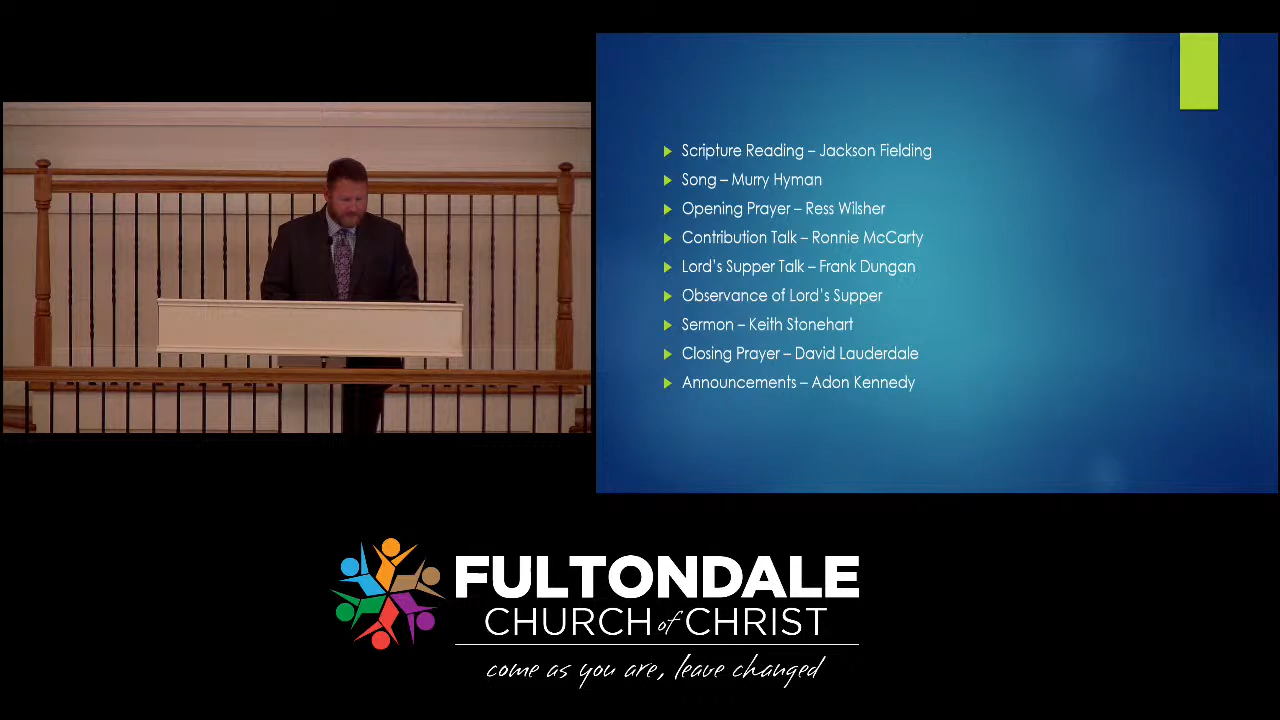 Scripture Reading – Jackson Fielding
Song – Murry Hyman
Opening Prayer – Ress Wilsher
Contribution Talk – Ronnie McCarty
Lord's Supper Talk – Frank Dungan
Observance of Lord's Supper
Sermon – Keith Stonehart
Closing Prayer – David Lauderdale
Announcements – Adon Kennedy
FULTONDALE
CHURCH of CHRIST
come as you are, leave changed